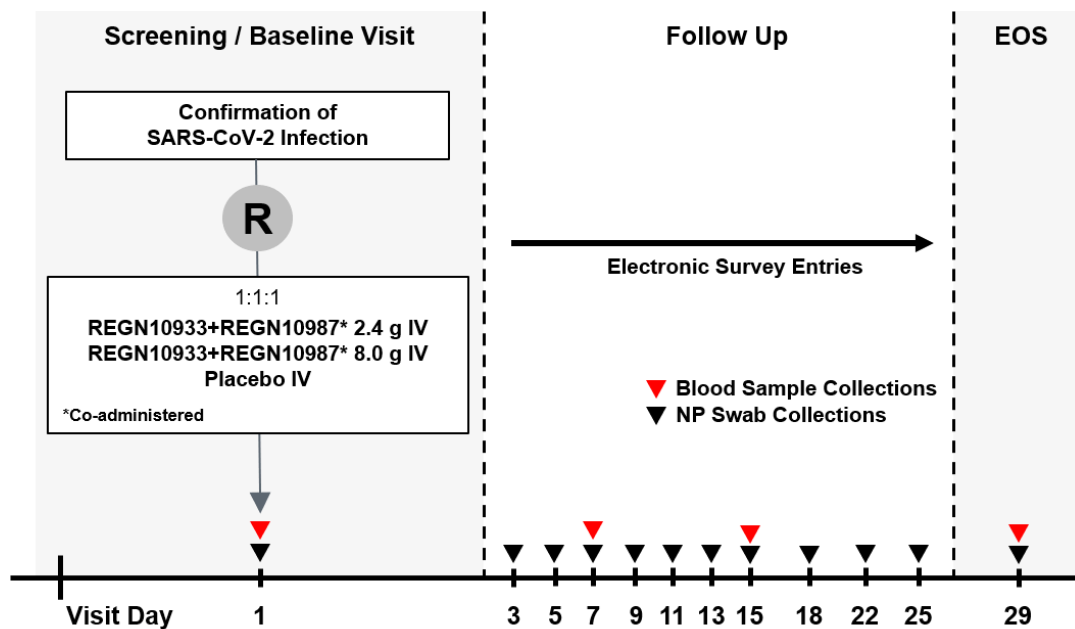 Screening / Baseline Visit
Follow Up
EOS
Confirmation of
SARS-CoV-2 Infection
R
1:1:1
REGN10933+REGN10987* 2.4 g IV
REGN10933+REGN10987* 8.0 g IV
Placebo IV
*Co-administered
Electronic Survey Entries
Blood Sample Collections
NP Swab Collections
Visit Day 1 3 5 7 9 11 13 15 18 22 25 29